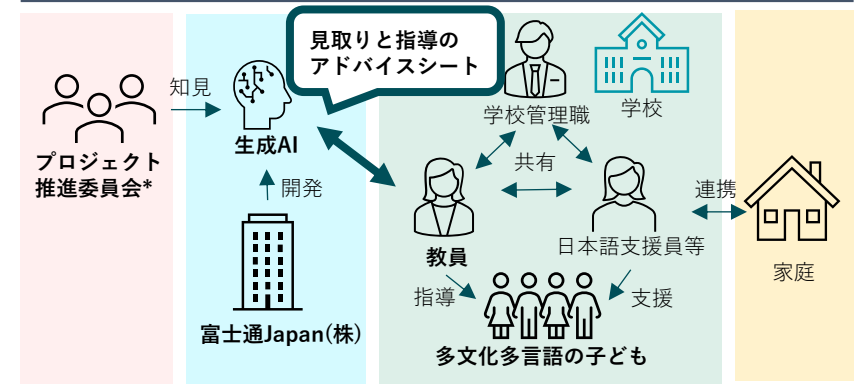 見取りと指導の
アドバイスシート
知見
プロジェクト
推進委員会*
生成AI
開発
富士通Japan(株)
学校管理職
学校
共有
教員
日本語支援員等
連携
家庭
指導
支援
多文化多言語の子ども